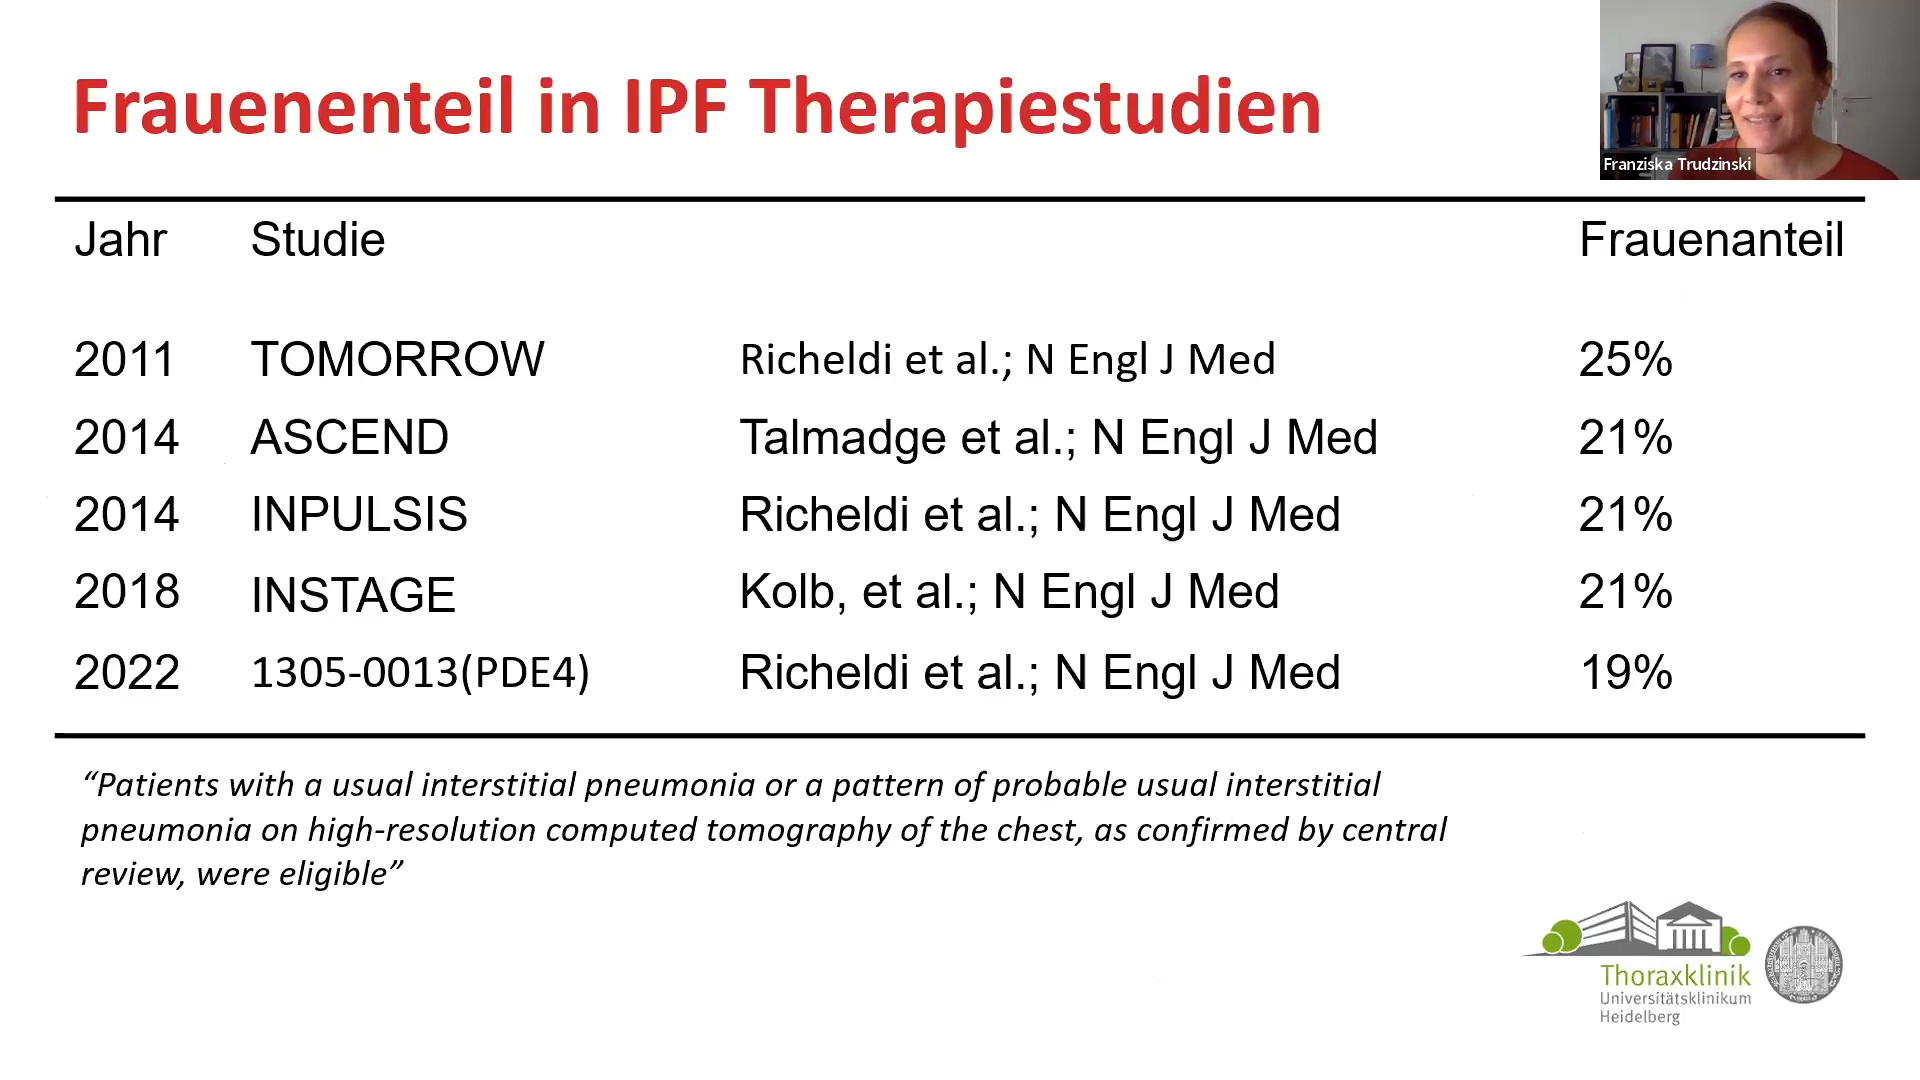 Frauenenteil in IPF Therapiestudien
Franziska Trudzinski
Jahr Studie Frauenanteil
2011 TOMORROW Richeldi et al.; N Engl J Med 25%
2014 ASCEND Talmadge et al.; N Engl J Med 21%
2014 INPULSIS Richeldi et al.; N Engl J Med 21%
2018 INSTAGE Kolb, et al.; N Engl J Med 21%
2022 1305-0013(PDE4) Richeldi et al.; N Engl J Med 19%
“Patients with a usual interstitial pneumonia or a pattern of probable usual interstitial
pneumonia on high-resolution computed tomography of the chest, as confirmed by central
review, were eligible”
Thoraxklinik
Universitätsklinikum
Heidelberg